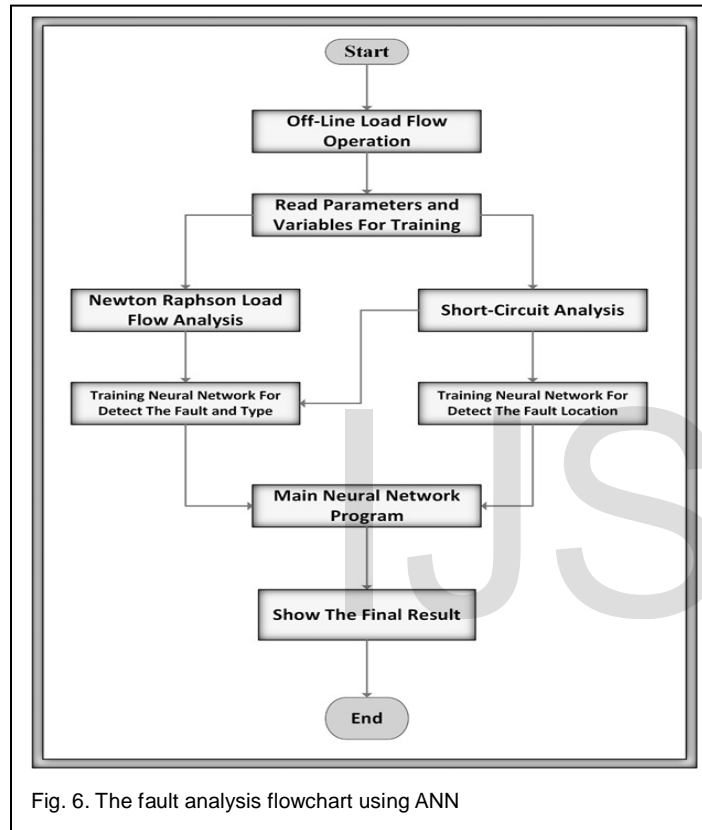 Start
Off-Line Load Flow
Operation
Read Parameters and
Variables For Training
Newton Raphson Load
Flow Analysis
Short-Circuit Analysis
Training Neural Network For
Detect The Fault and Type
Training Neural Network For
Detect The Fault Location
Main Neural Network
Program
Show The Final Result
End
IJS
Fig. 6. The fault analysis flowchart using ANN